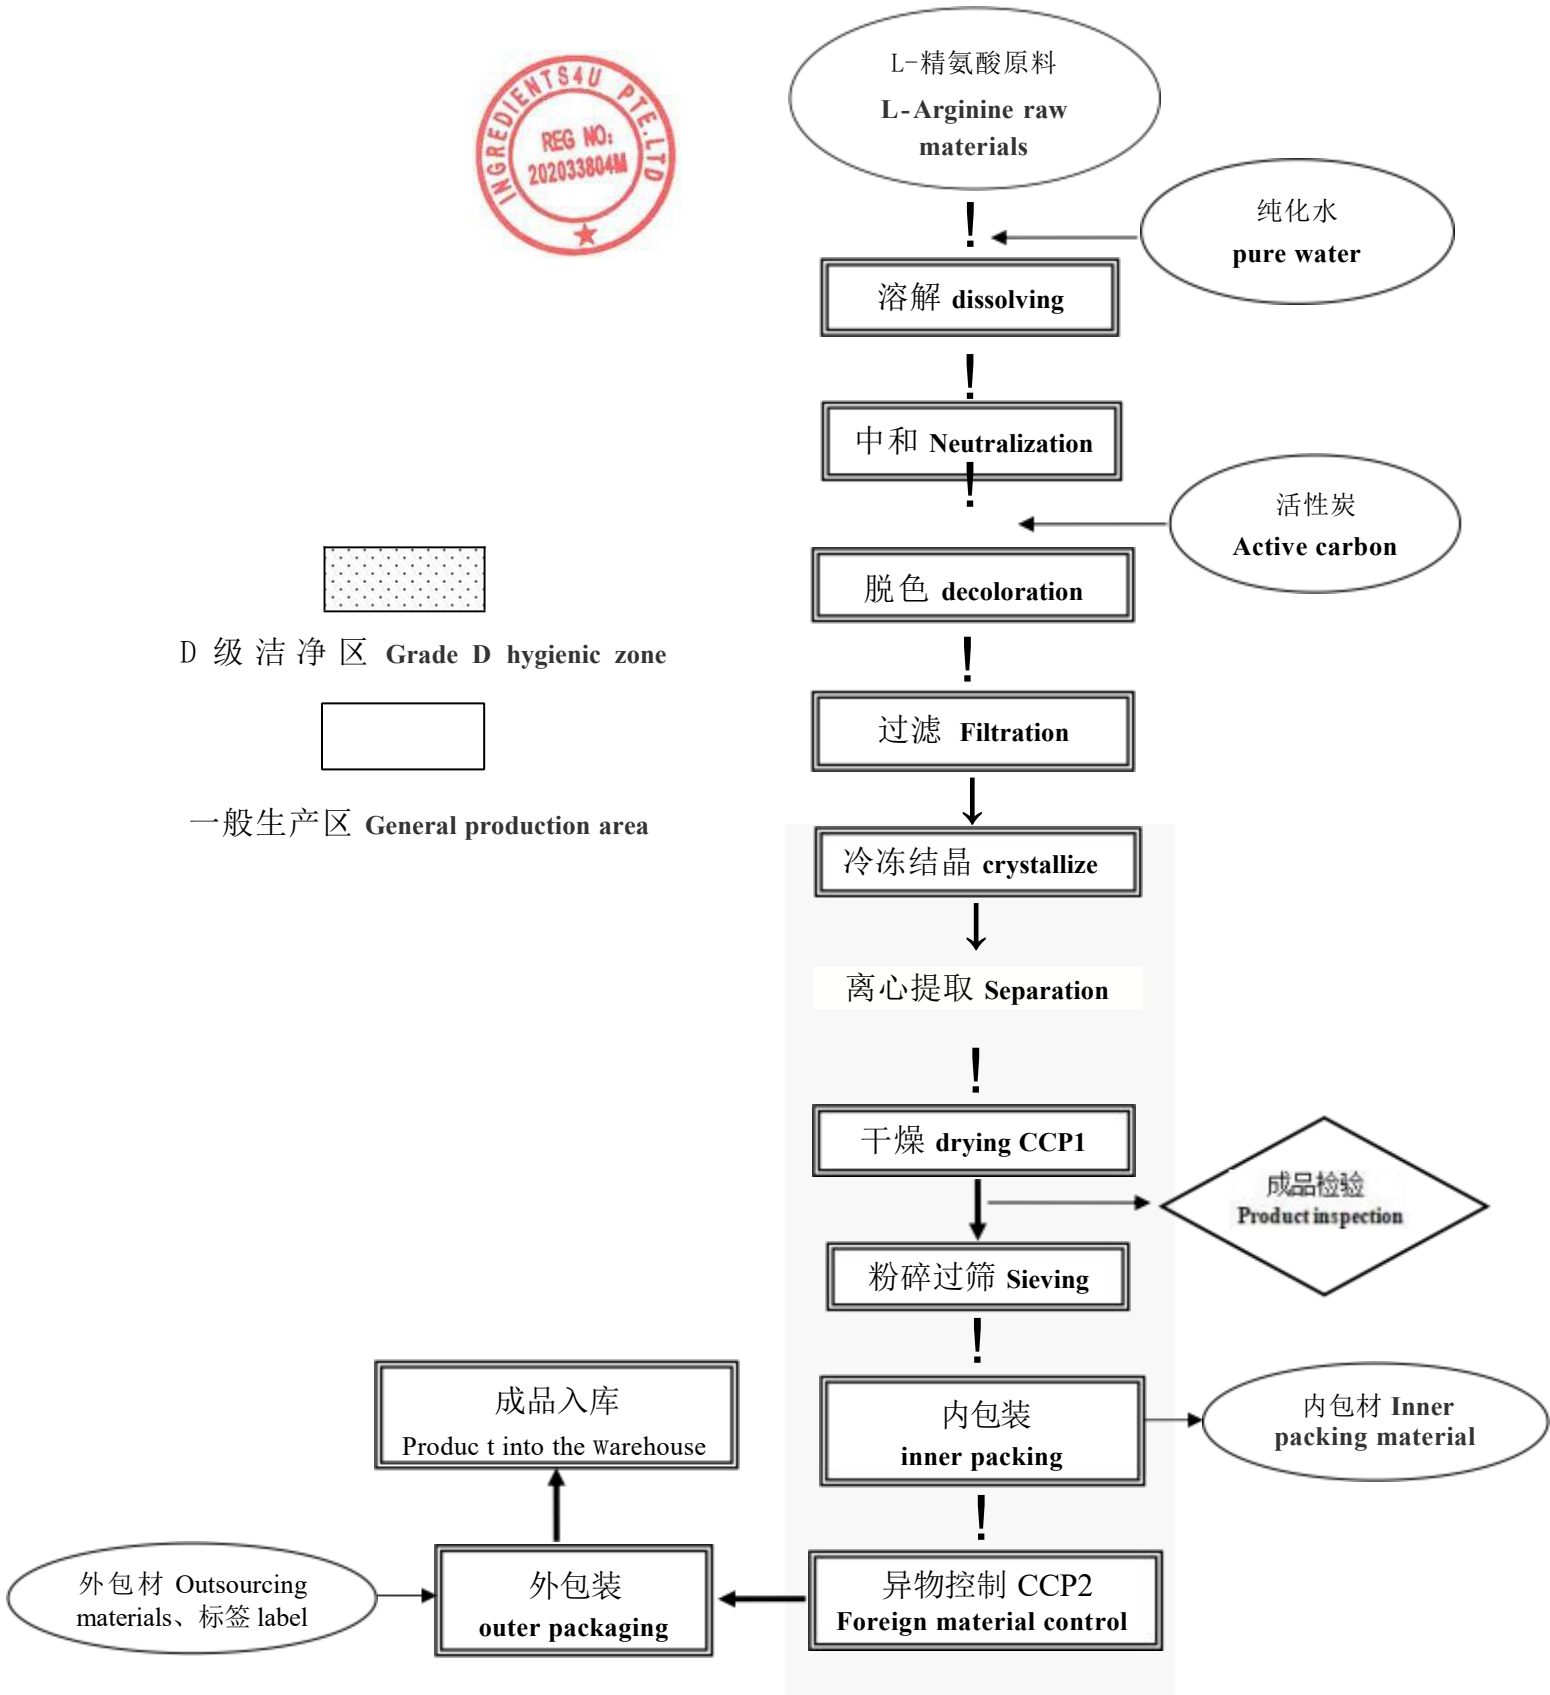 INGREDIENTS4U PTE.LTD
REG NO:
202033804M
L-精氨酸原料
L-Arginine raw
materials
纯化水
pure water
!
溶解 dissolving
!
中和 Neutralization
!
活性炭
Active carbon
脱色 decoloration
D 级洁净区 Grade D hygienic zone
!
过滤 Filtration
一般生产区 General production area
冷冻结晶 crystallize
离心提取 Separation
!
干燥 drying CCP1
成品检验
Product inspection
粉碎过筛 Sieving
!
成品入库
Produc t into the Warehouse
内包装
inner packing
内包材 Inner
packing material
!
外包材 Outsourcing
materials、标签 label
外包装
outer packaging
异物控制 CCP2
Foreign material control